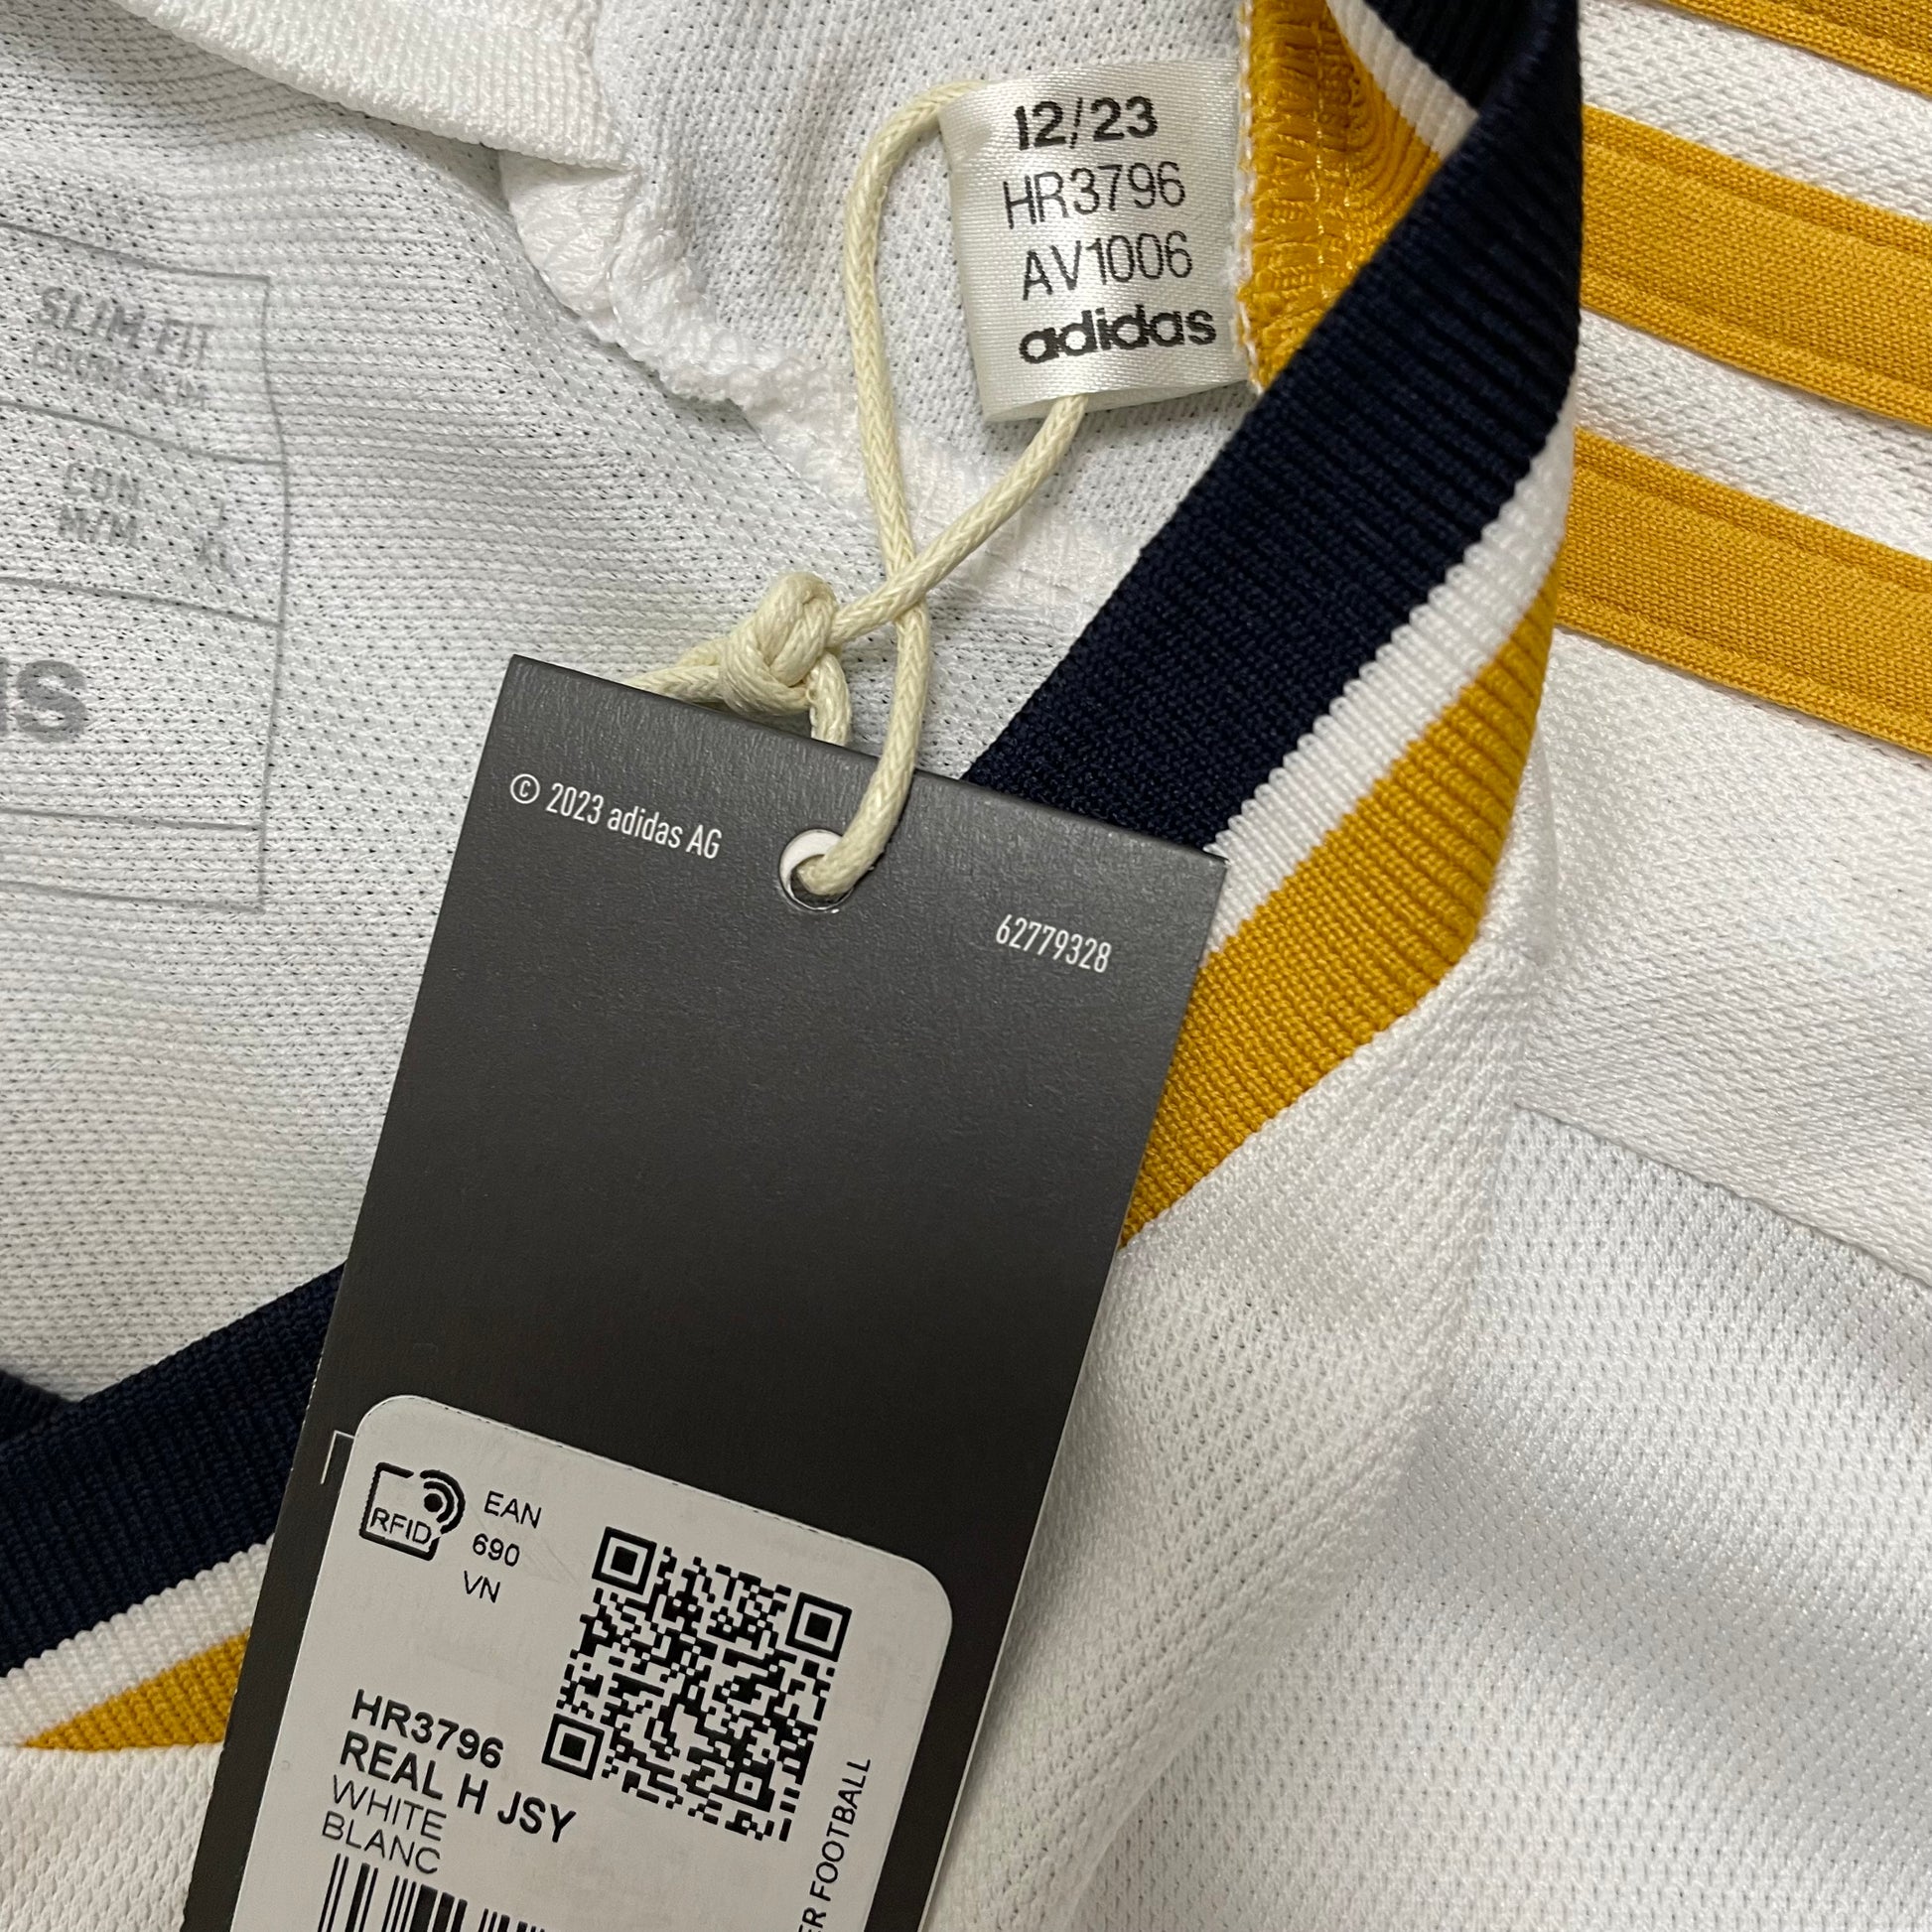 12/23
HR3796
AV1006
adidas
SLIM FIT
M/M
© 2023 adidas AG
62779328
RFID
EAN
690
VN
HR3796
REAL H JSY
WHITE
BLANC
FOOTBALL